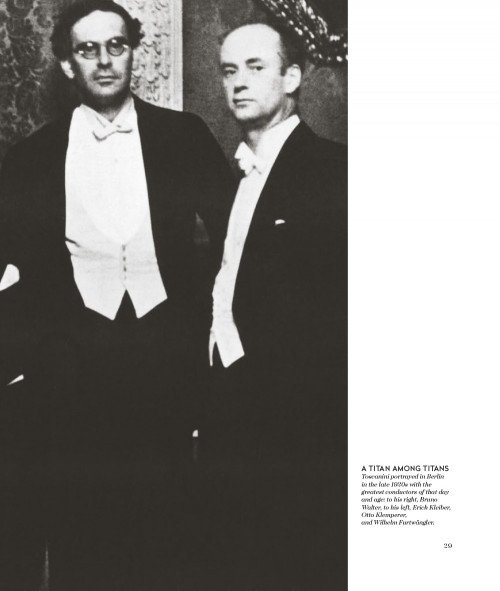 A TITAN AMONG TITANS
Toscanini portrayed in Berlin
in the late 1920s with the
greatest conductors of that day
and age: to his right, Bruno
Walter, to his left, Erich Kleiber,
Otto Klemperer,
and Wilhelm Furtwängler.
29